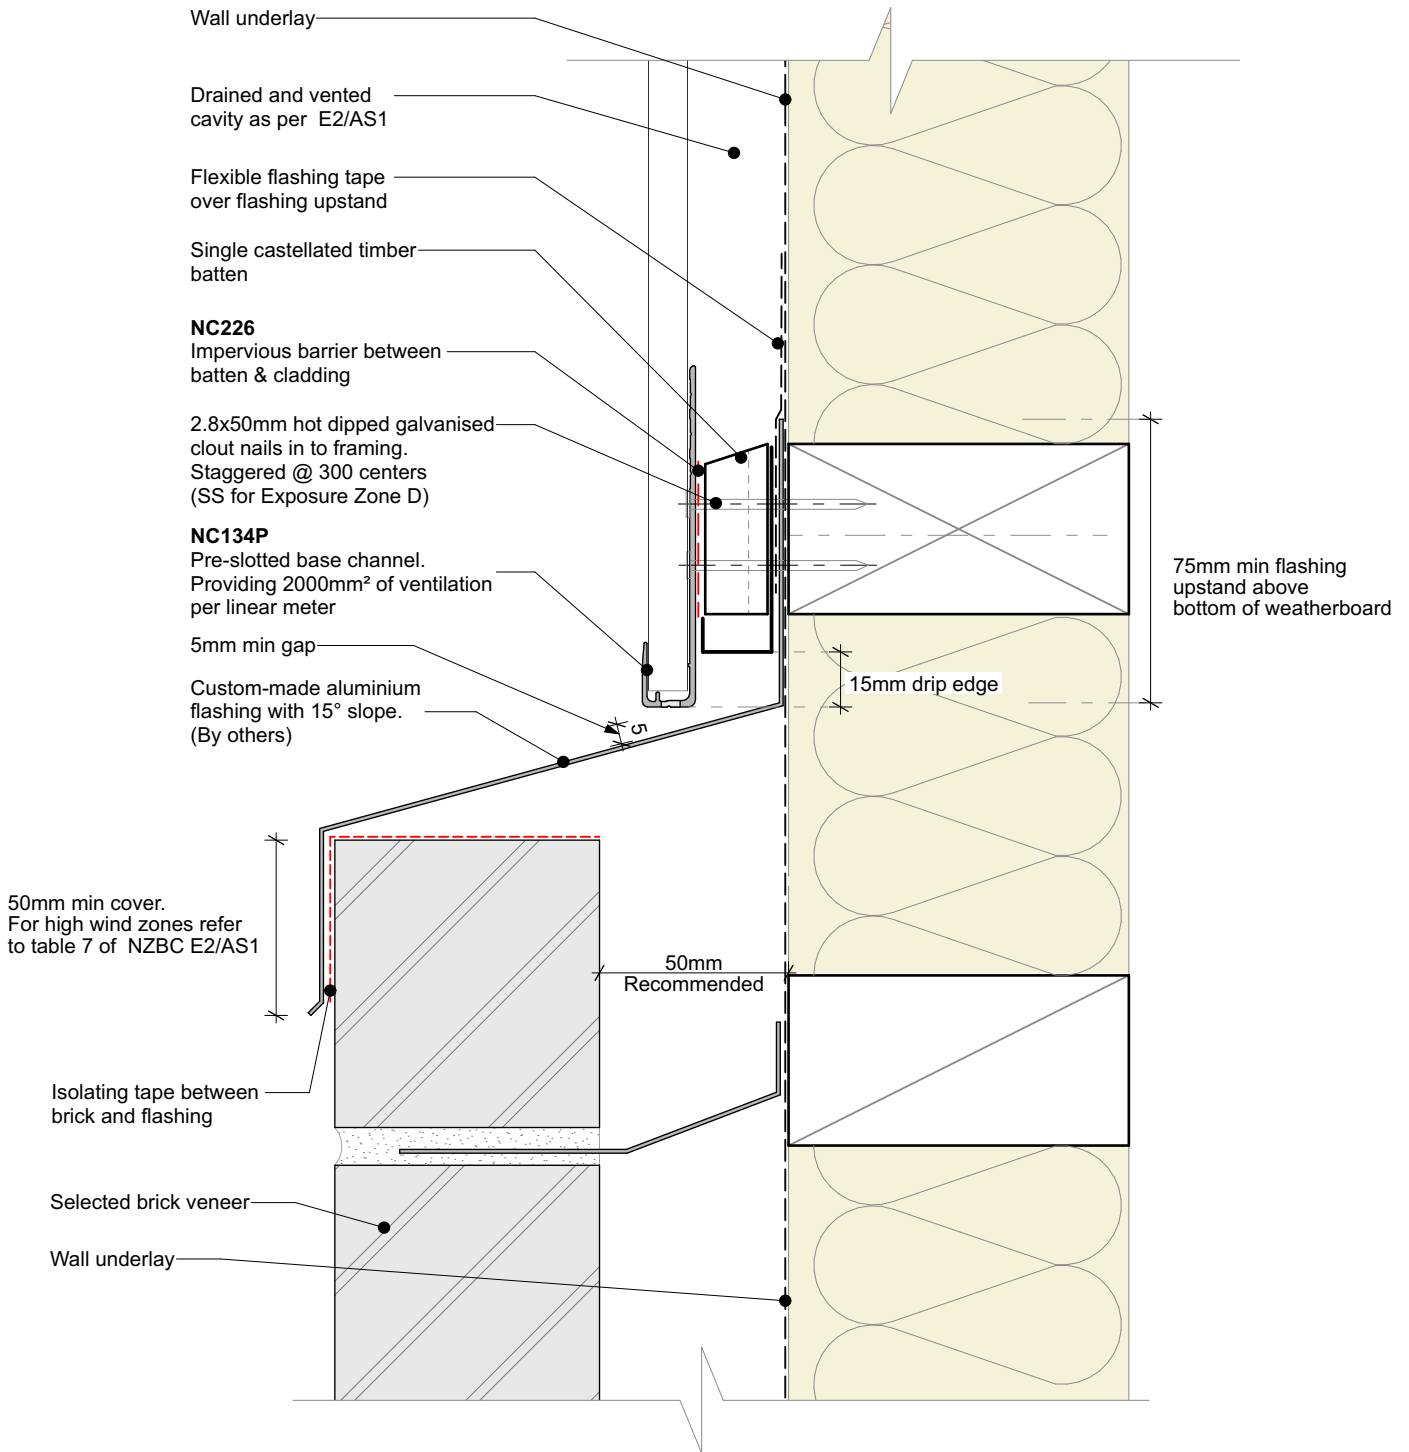 Wall underlay
Drained and vented
cavity as per E2/AS1
Flexible flashing tape
over flashing upstand
Single castellated timber
batten
NC226
Impervious barrier between
batten & cladding
2.8x50mm hot dipped galvanised
clout nails in to framing.
Staggered @ 300 centers
(SS for Exposure Zone D)
NC134P
Pre-slotted base channel.
Providing 2000mm² of ventilation
per linear meter
5mm min gap
Custom-made aluminium
flashing with 15° slope.
(By others)
5
15mm drip edge
75mm min flashing
upstand above
bottom of weatherboard
50mm min cover.
For high wind zones refer
to table 7 of NZBC E2/AS1
50mm
Recommended
Isolating tape between
brick and flashing
Selected brick veneer
Wall underlay